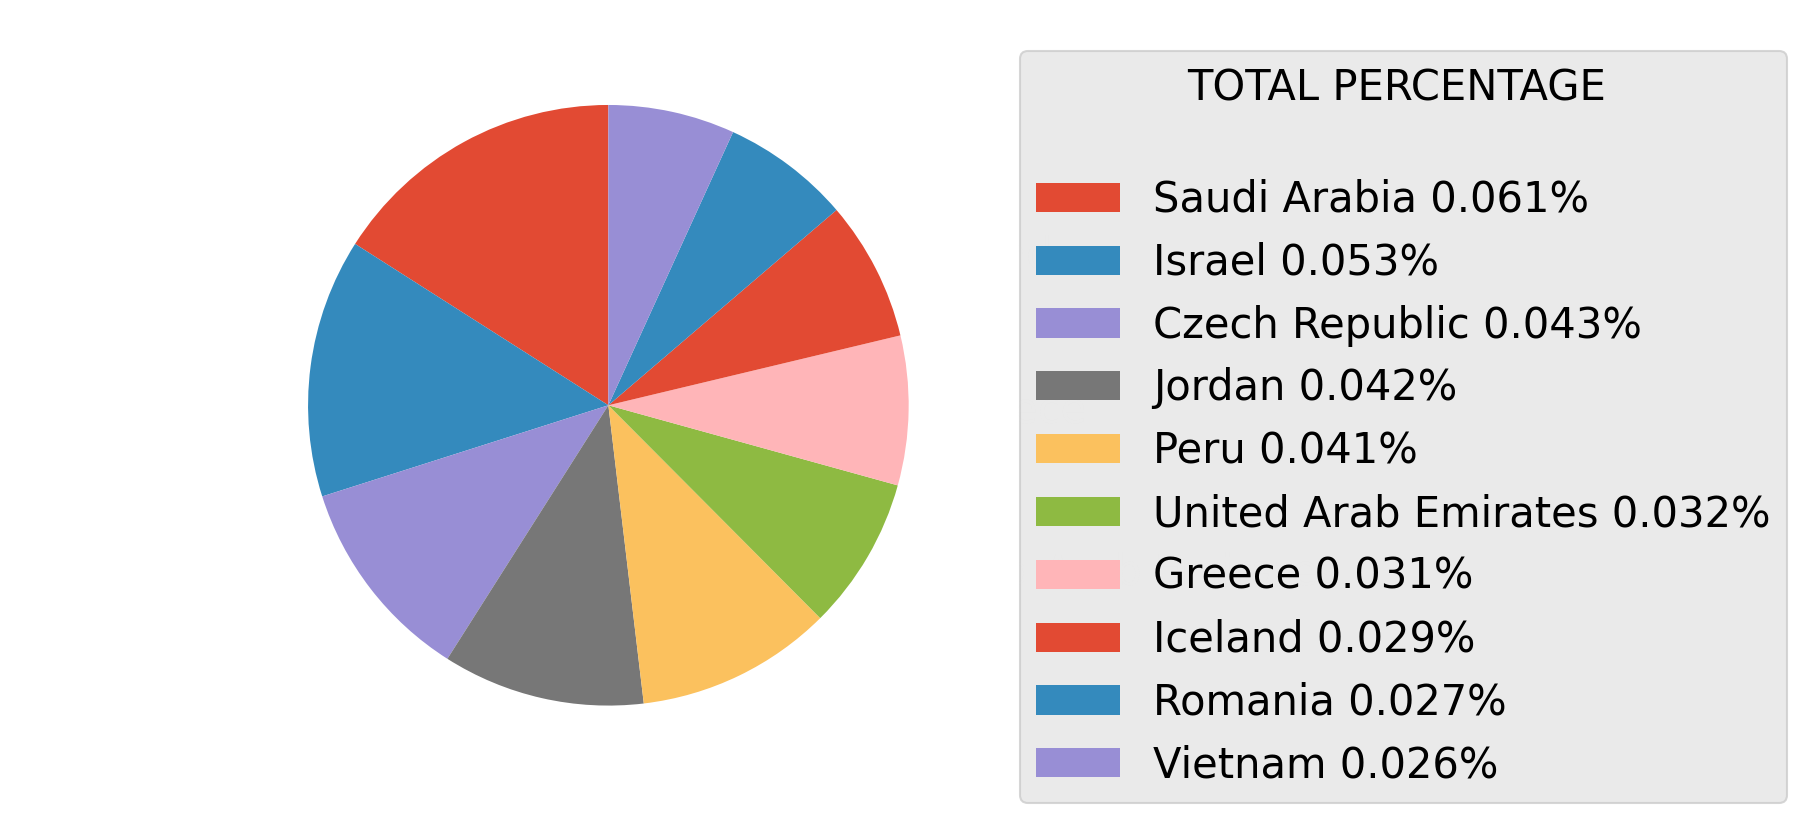 TOTAL PERCENTAGE
Saudi Arabia 0.061%
Israel 0.053%
Czech Republic 0.043%
Jordan 0.042%
Peru 0.041%
United Arab Emirates 0.032%
Greece 0.031%
Iceland 0.029%
Romania 0.027%
Vietnam 0.026%